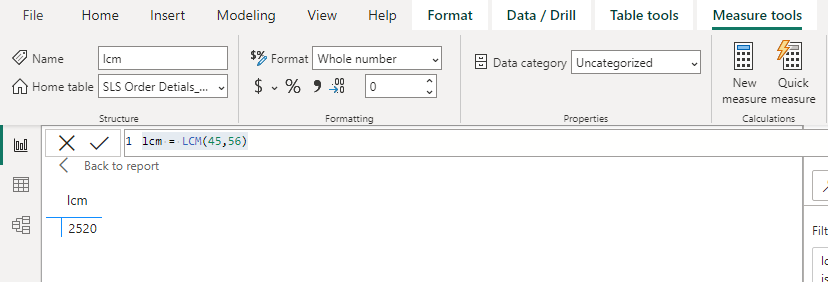 File Home Insert Modeling View Help Format Data / Drill Table tools Measure tools
Name lcm $% Format Whole number Data category Uncategorized New measure Quick measure
Home table SLS Order Detials_... $ % 9 .00 →.0 0
Structure Formatting Properties Calculations
1 lcm = LCM(45,56)
Back to report
lcm
2520
Filt
lc
is